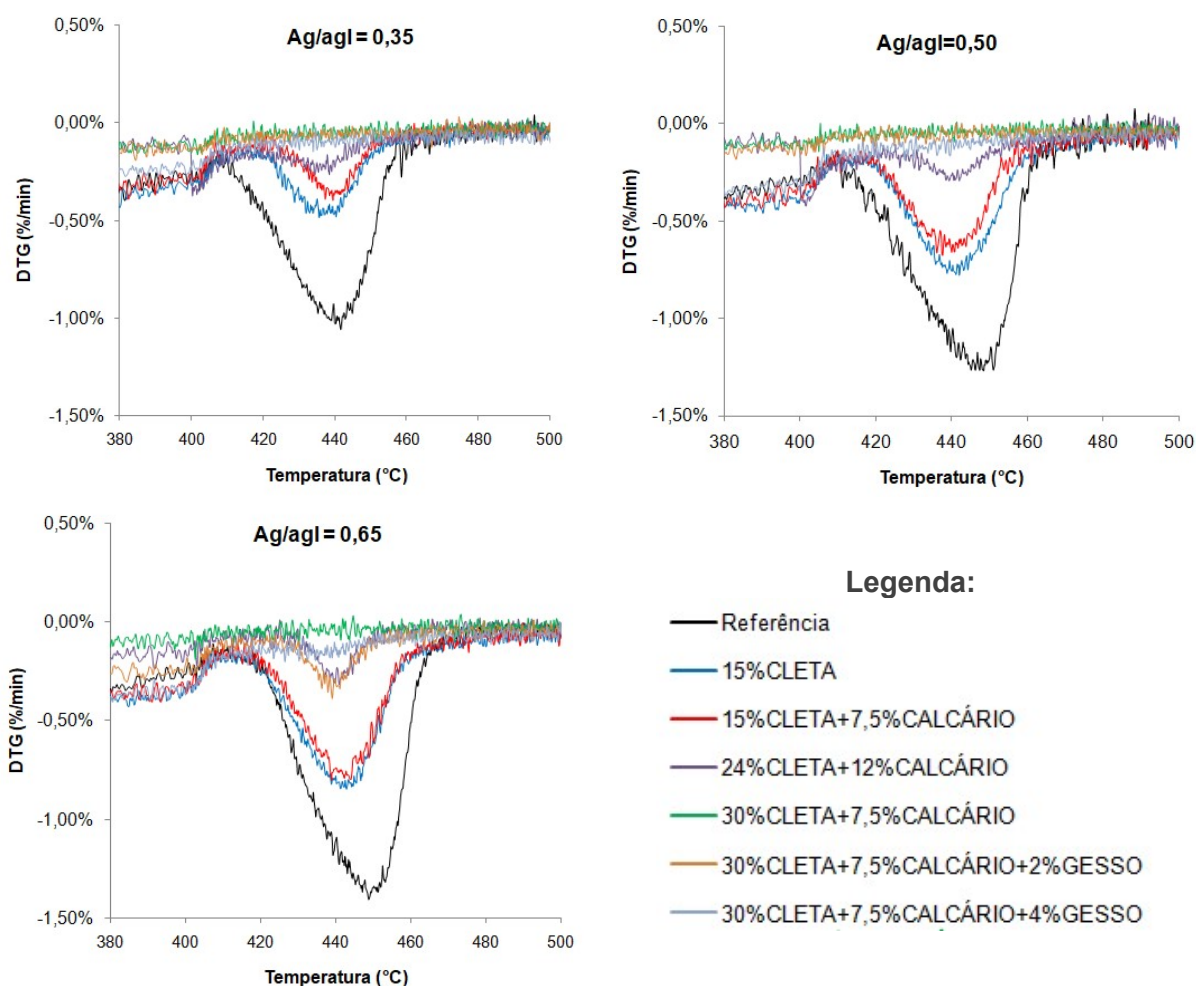 Ag/agl = 0,35
0,50%
0,00%
-0,50%
-1,00%
-1,50%
DTG (%/min)
380 400 420 440 460 480 500
Temperatura (°C)
Ag/agl=0,50
0,50%
0,00%
-0,50%
-1,00%
-1,50%
DTG (%/min)
380 400 420 440 460 480 500
Temperatura (°C)
Ag/agl = 0,65
0,50%
0,00%
-0,50%
-1,00%
-1,50%
DTG (%/min)
380 400 420 440 460 480 500
Temperatura (°C)
Legenda:
Referência
15%CLETA
15%CLETA+7,5%CALCÁRIO
24%CLETA+12%CALCÁRIO
30%CLETA+7,5%CALCÁRIO
30%CLETA+7,5%CALCÁRIO+2%GESSO
30%CLETA+7,5%CALCÁRIO+4%GESSO